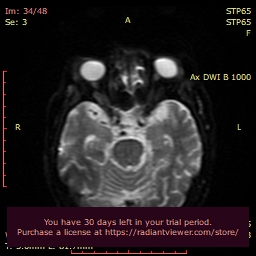 Im: 34/48
Se: 3
A
STP65
STP65
F
Ax DWI B 1000
R
L
You have 30 days left in your trial period.
Purchase a license at https://radiantviewer.com/store/